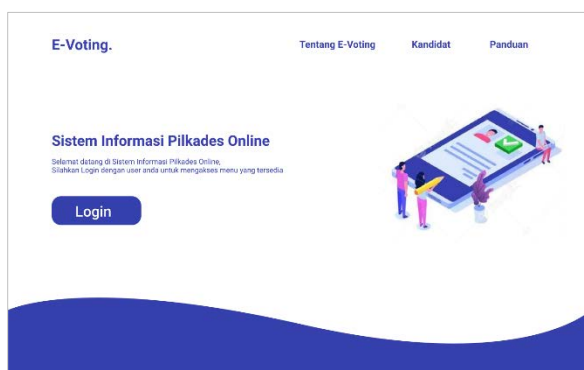 E-Voting.
Tentang E-Voting
Kandidat
Panduan
Sistem Informasi Pilkades Online
Selamat datang di Sistem Informasi Pilkades Online,
Silahkan Login dengan user anda untuk mengakses menu yang tersedia
Login